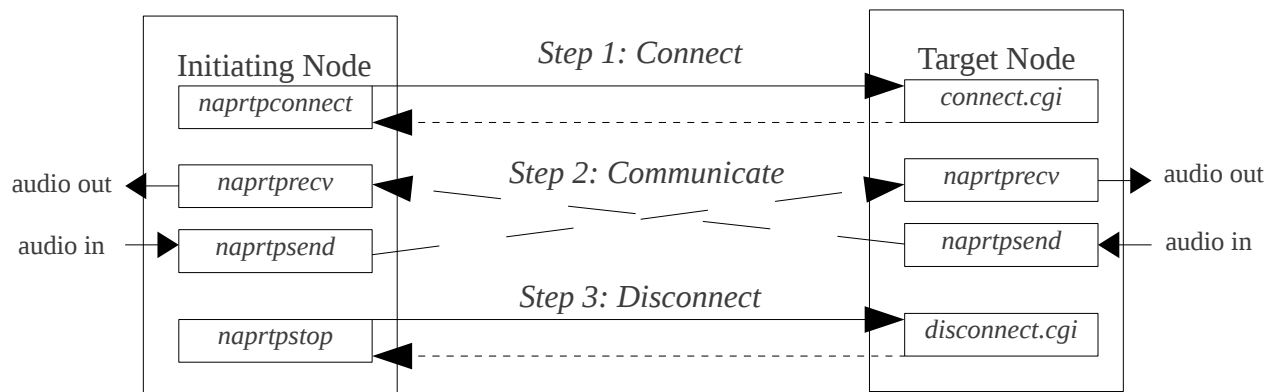 Step 1: Connect
Initiating Node
Target Node
naprtpconnect
connect.cgi
Step 2: Communicate
audio out
naprtprecv
naprtprecv
audio out
audio in
naprtpsend
naprtpsend
audio in
Step 3: Disconnect
naprtpstop
disconnect.cgi